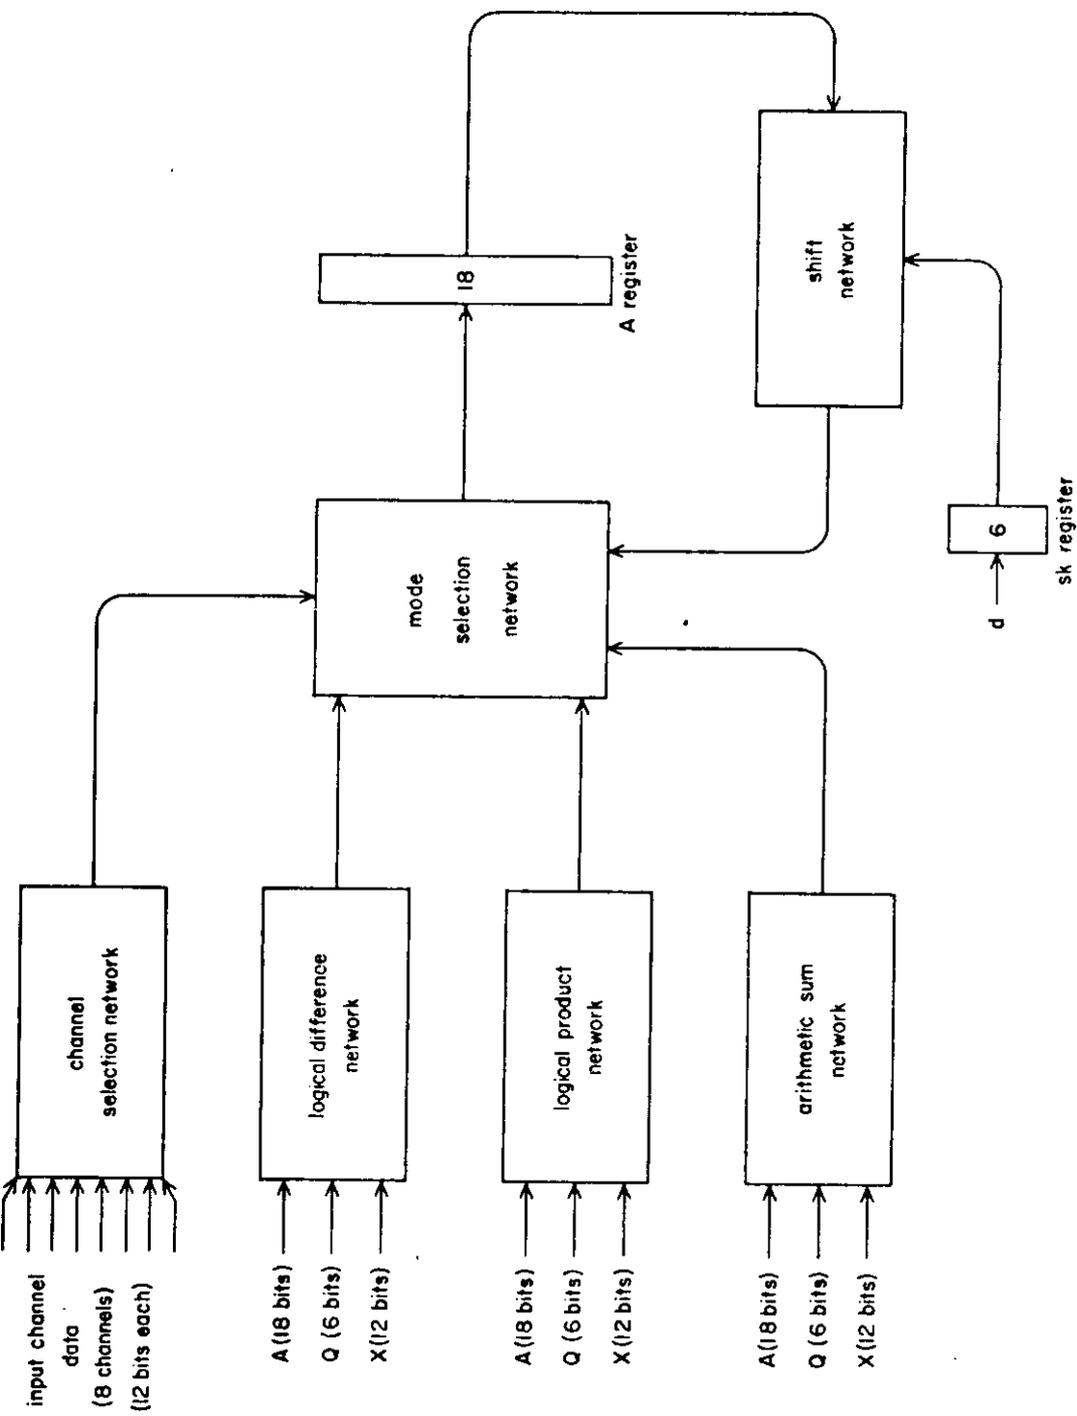 input channel
data
(8 channels)
(12 bits each)
channel
selection network
A (18 bits)
Q (6 bits)
X (12 bits)
logical difference
network
mode
selection
network
18
A register
A (18 bits)
Q (6 bits)
X (12 bits)
logical product
network
A (18 bits)
Q (6 bits)
X (12 bits)
arithmetic sum
network
shift
network
d
6
sk register